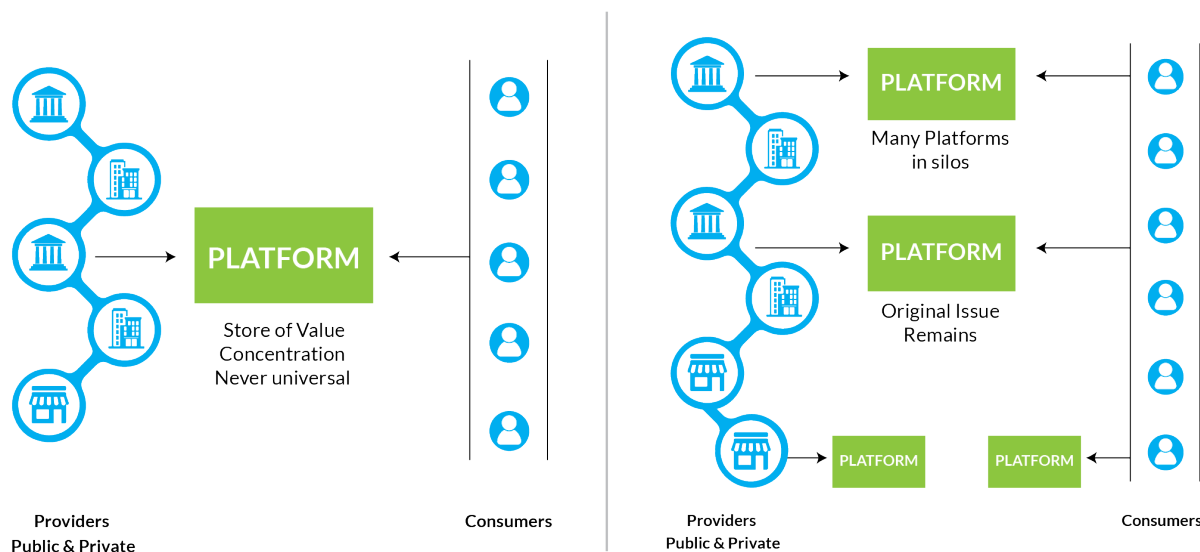 PLATFORM
Store of Value
Concentration
Never universal
Providers
Public & Private
Consumers
PLATFORM
Many Platforms
in silos
PLATFORM
Original Issue
Remains
PLATFORM
PLATFORM
Providers
Public & Private
Consumers